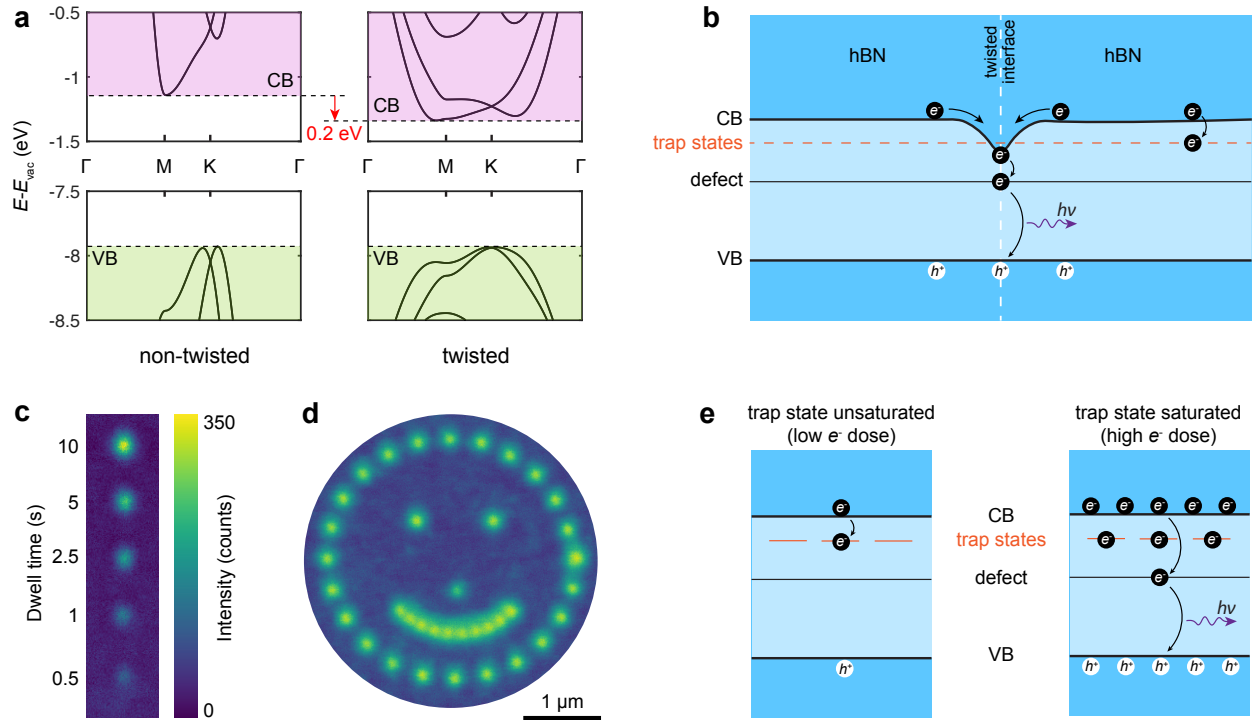 a
-0.5
-1
-1.5
CB
CB
0.2 eV
Γ M K Γ
Γ M K Γ
E-Evac (eV)
-7.5
-8
-8.5
VB
VB
non-twisted
twisted
b
hBN
twisted
interface
hBN
CB
trap states
defect
VB
e-
e-
e-
e-
e-
e-
hν
h+
h+
h+
c
Dwell time (s)
10
5
2.5
1
0.5
350
0
Intensity (counts)
d
1 µm
e
trap state unsaturated
(low e- dose)
trap state saturated
(high e- dose)
e-
e-
h+
CB
trap states
defect
VB
e- e- e- e- e-
e- e- e-
e-
hν
h+ h+ h+ h+ h+